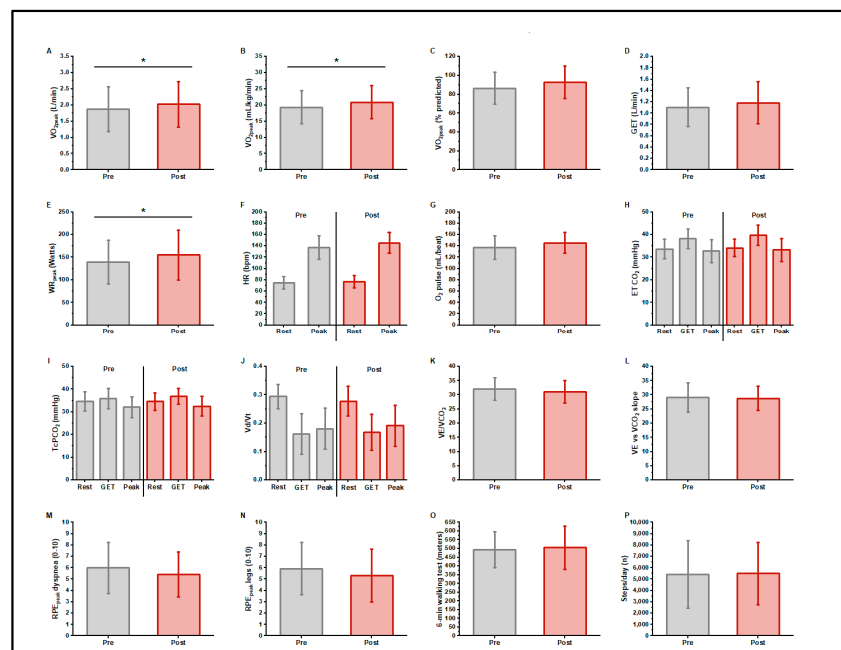 A
*
VO2peak (L/min)
3.5
3.0
2.5
2.0
1.5
1.0
0.5
0.0
Pre
Post
B
*
VO2peak (mL/kg/min)
35
30
25
20
15
10
5
0
Pre
Post
C
VO2peak (% predicted)
140
120
100
80
60
40
20
0
Pre
Post
D
GET (L/min)
2.0
1.8
1.6
1.4
1.2
1.0
0.8
0.6
0.4
0.2
0.0
Pre
Post
E
*
WRpeak (Watts)
250
200
150
100
50
0
Pre
Post
F
Pre
Post
HR (bpm)
200
180
160
140
120
100
80
60
40
20
0
Rest
Peak
Rest
Peak
G
O2 pulse (mL/beat)
200
180
160
140
120
100
80
60
40
20
0
Pre
Post
H
Pre
Post
ET CO2 (mmHg)
50
40
30
20
10
0
Rest
GET
Peak
Rest
GET
Peak
I
Pre
Post
TcPCO2 (mmHg)
50
40
30
20
10
0
Rest
GET
Peak
Rest
GET
Peak
J
Pre
Post
Vd/Vt
0.4
0.3
0.2
0.1
0.0
Rest
GET
Peak
Rest
GET
Peak
K
VE/VCO2
40
35
30
25
20
15
10
5
0
Pre
Post
L
VE vs VCO2 slope
40
35
30
25
20
15
10
5
0
Pre
Post
M
RPEpeak dyspnea (0-10)
10
9
8
7
6
5
4
3
2
1
0
Pre
Post
N
RPEpeak legs (0-10)
10
9
8
7
6
5
4
3
2
1
0
Pre
Post
O
6-min walking test (meters)
650
600
550
500
450
400
350
300
250
200
150
100
50
0
Pre
Post
P
Steps/day (n)
10,000
9,000
8,000
7,000
6,000
5,000
4,000
3,000
2,000
1,000
0
Pre
Post